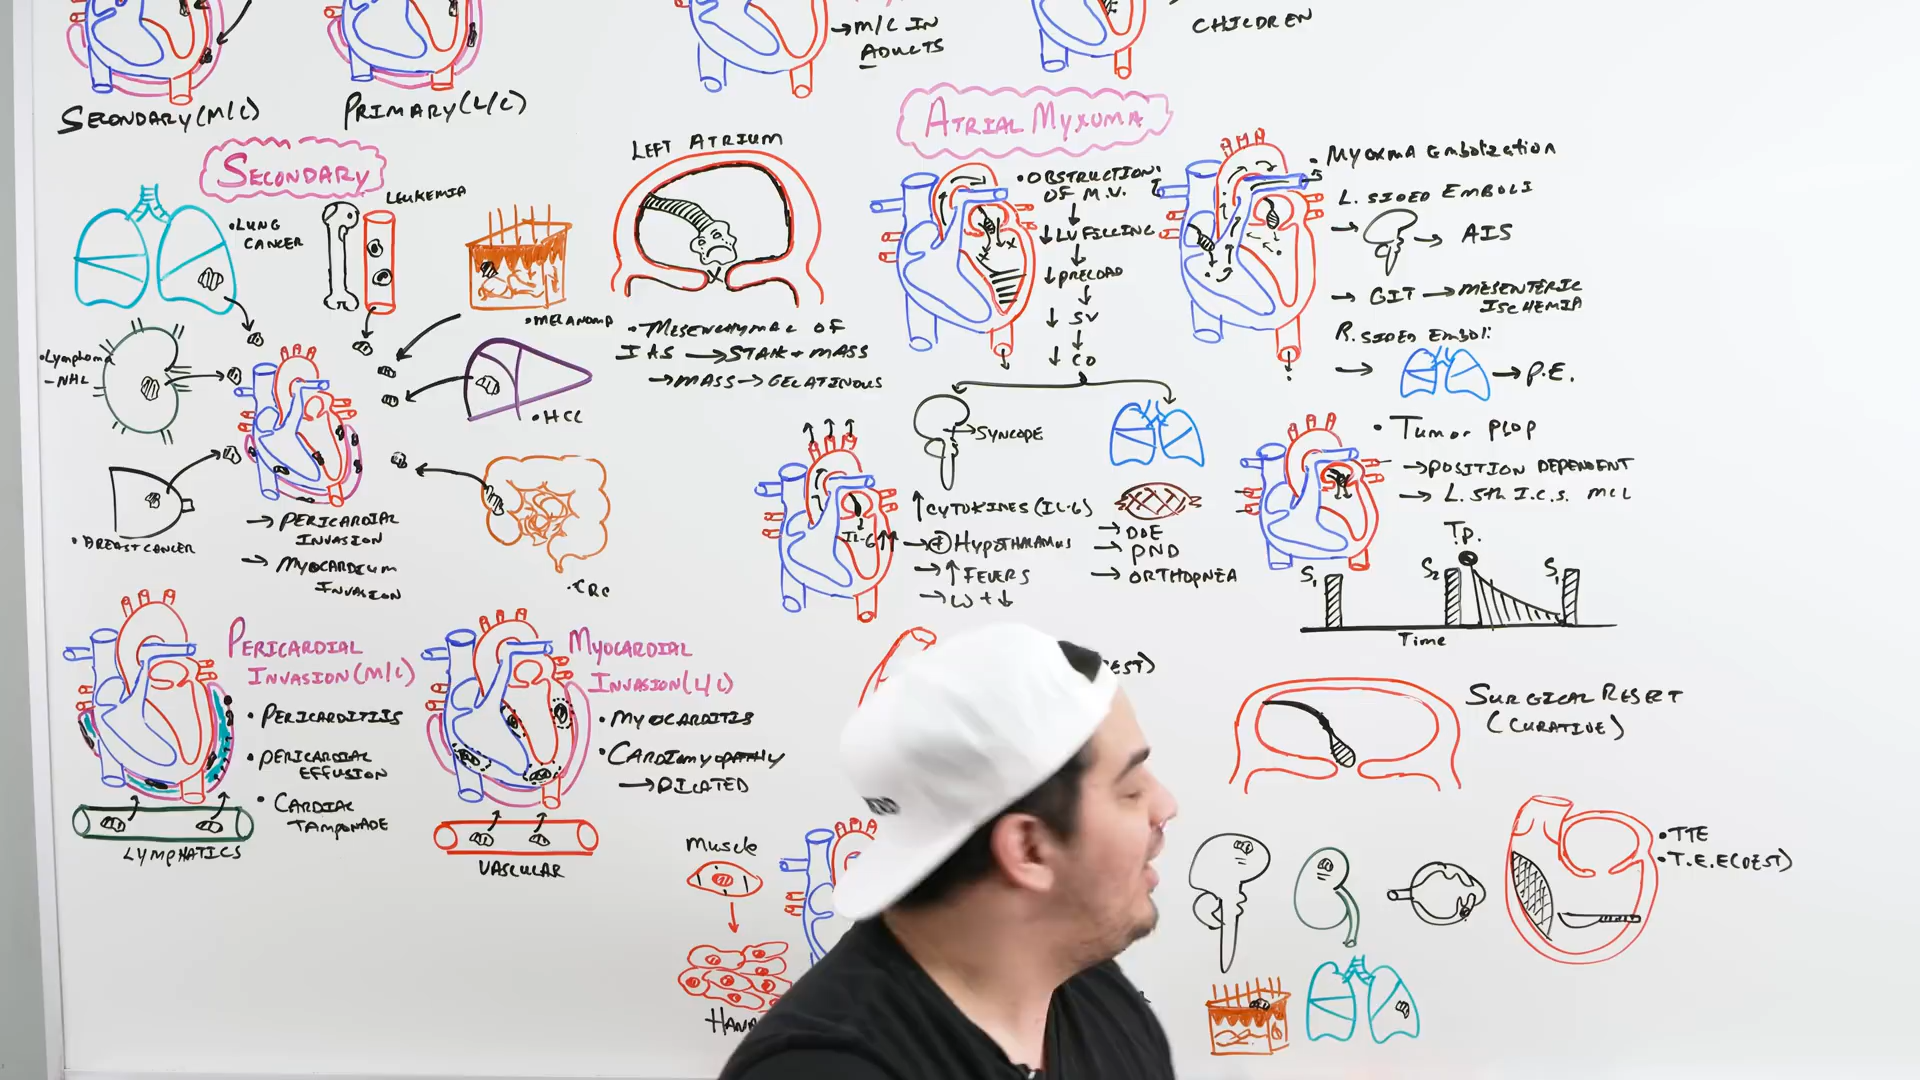 →M/C IN
ADULTS
CHILDREN
SECONDARY(M/C)
PRIMARY(L/C)
SECONDARY
•LUNG
CANCER
LEUKEMIA
•MELANOMA
•Lymphoma
-NHL
•HCC
•BREAST CANCER
→PERICARDIAL
INVASION
→MYOCARDIUM
INVASION
•CRC
LEFT ATRIUM
•MESENCHYMAL OF
IAS→STALK+MASS
→MASS→GELATINOUS
ATRIAL MYXOMA
•OBSTRUCTION
OF M.V.
↓LV FILLING
↓PRELOAD
↓SV
↓CO
SYNCOPE
→DOE
→PND
→ORTHOPNEA
IL-6↑↑
↑CYTOKINES(IL-6)
→⊕HYPOTHALAMUS
→↑FEVERS
→WT↓
•MYOXMA EMBOLIZATION
L. SIDED EMBOLI
→AIS
→GIT→MESENTERIC
ISCHEMIA
R. SIDED EMBOLI
→P.E.
•TUMOR PLOP
→POSITION DEPENDENT
→L. 5th I.C.S. MCL
T.P.
S1
S2
S1
Time
PERICARDIAL
INVASION(M/C)
•PERICARDITIS
•PERICARDIAL
EFFUSION
•CARDIAC
TAMPONADE
LYMPHATICS
MYOCARDIAL
INVASION(L/C)
•MYOCARDITIS
•CARDIOMYOPATHY
→DILATED
VASCULAR
EST)
SURGICAL RESECT
(CURATIVE)
Muscle
HAMA
•TTE
•T.E.E(BEST)